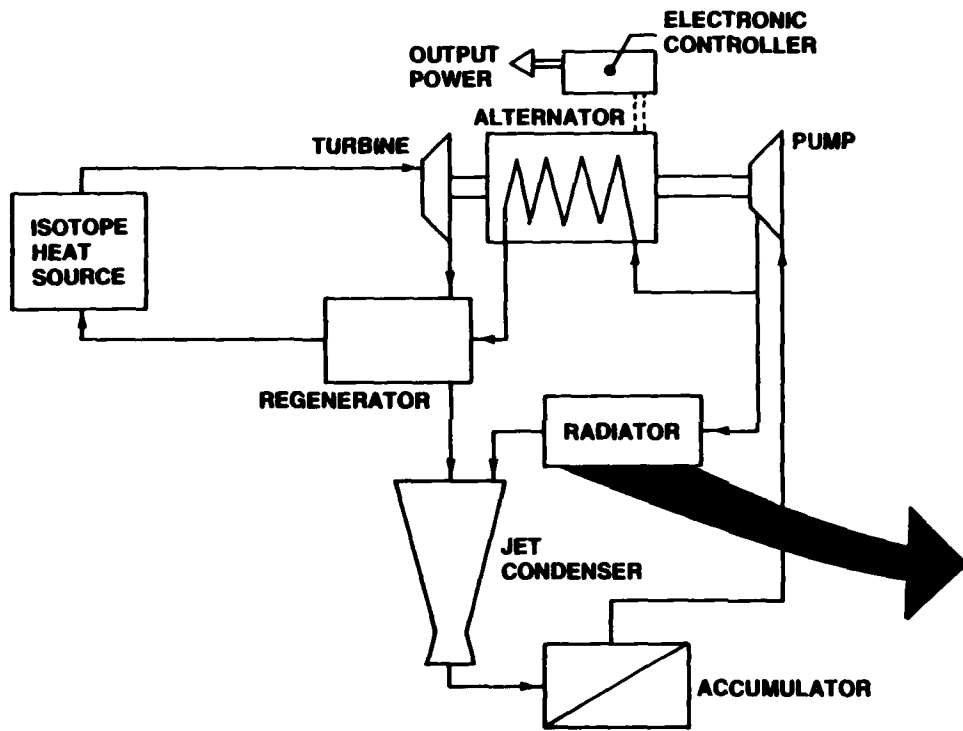 ELECTRONIC
CONTROLLER
OUTPUT
POWER
ALTERNATOR
TURBINE
PUMP
ISOTOPE
HEAT
SOURCE
REGENERATOR
RADIATOR
JET
CONDENSER
ACCUMULATOR